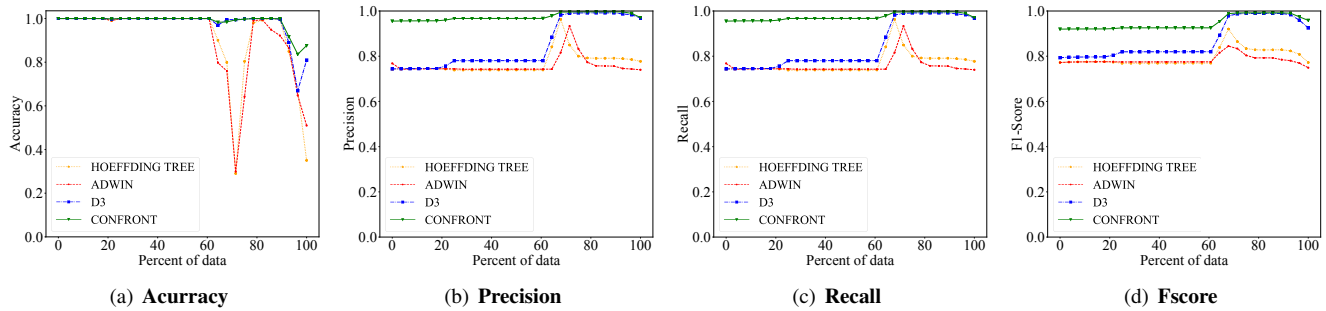 1.0
0.8
0.6
0.4
0.2
0.0
Accuracy
HOEFFDING TREE
ADWIN
D3
CONFRONT
0 20 40 60 80 100
Percent of data
(a) Acurracy
1.0
0.8
0.6
0.4
0.2
0.0
Precision
HOEFFDING TREE
ADWIN
D3
CONFRONT
0 20 40 60 80 100
Percent of data
(b) Precision
1.0
0.8
0.6
0.4
0.2
0.0
Recall
HOEFFDING TREE
ADWIN
D3
CONFRONT
0 20 40 60 80 100
Percent of data
(c) Recall
1.0
0.8
0.6
0.4
0.2
0.0
F1-Score
HOEFFDING TREE
ADWIN
D3
CONFRONT
0 20 40 60 80 100
Percent of data
(d) Fscore